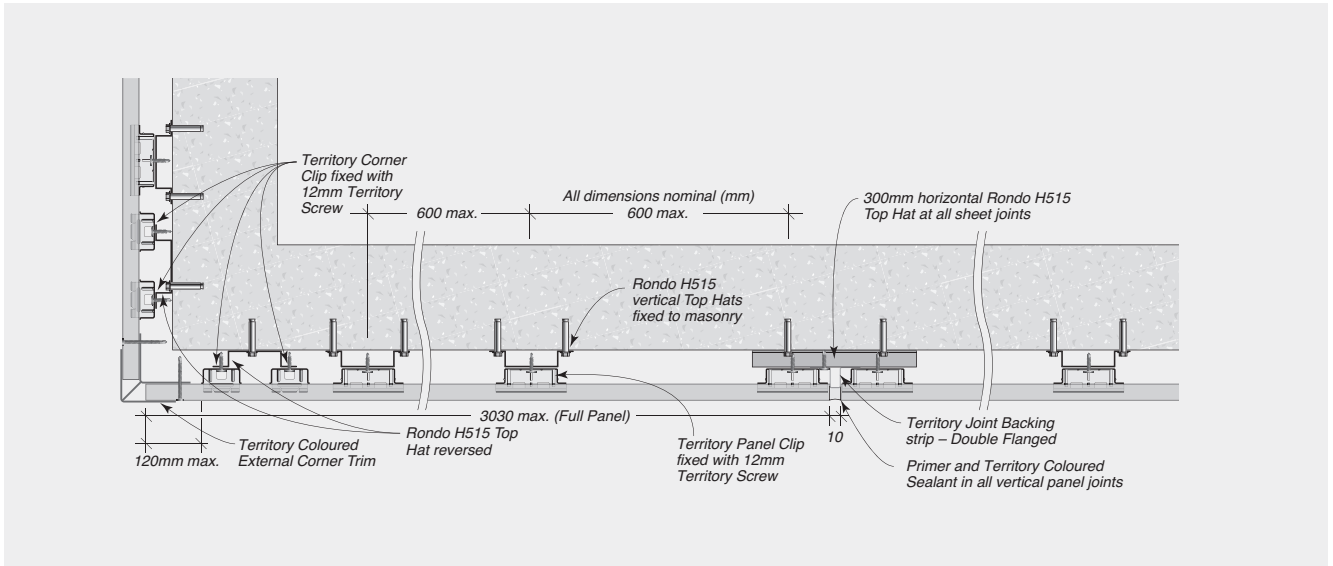 Territory Corner
Clip fixed with
12mm Territory
Screw
All dimensions nominal (mm)
600 max.
600 max.
300mm horizontal Rondo H515
Top Hat at all sheet joints
Rondo H515
vertical Top Hats
fixed to masonry
3030 max. (Full Panel)
10
120mm max.
Territory Coloured
External Corner Trim
Rondo H515 Top
Hat reversed
Territory Panel Clip
fixed with 12mm
Territory Screw
Territory Joint Backing
strip – Double Flanged
Primer and Territory Coloured
Sealant in all vertical panel joints